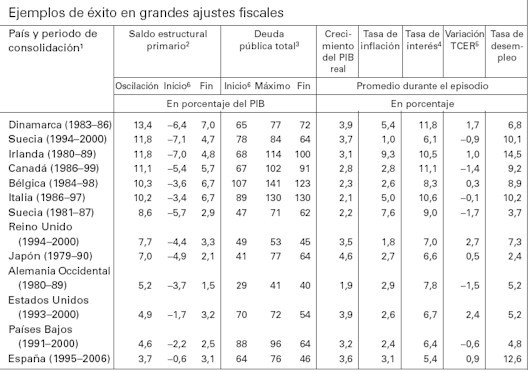 Ejemplos de éxito en grandes ajustes fiscales
País y periodo de consolidación¹ Saldo estructural primario² Deuda pública total³ Crecimiento del PIB real Tasa de inflación Tasa de interés⁴ Variación TCER⁵ Tasa de desempleo
Oscilación Inicio⁶ Fin Inicio⁶ Máximo Fin Promedio durante el episodio
En porcentaje del PIB En porcentaje
Dinamarca (1983–86) 13,4 –6,4 7,0 65 77 72 3,9 5,4 11,8 1,7 6,8
Suecia (1994–2000) 11,8 –7,1 4,7 78 84 64 3,7 1,0 6,1 –0,9 10,1
Irlanda (1980–89) 11,8 –7,0 4,8 68 114 100 3,1 9,3 10,5 1,0 14,5
Canadá (1986–99) 11,1 –5,4 5,7 67 102 91 2,8 2,8 11,1 –1,4 9,2
Bélgica (1984–98) 10,3 –3,6 6,7 107 141 123 2,3 2,6 8,3 0,3 8,9
Italia (1986–97) 10,2 –3,4 6,7 89 130 130 2,1 5,0 10,6 –0,1 10,2
Suecia (1981–87) 8,6 –5,7 2,9 47 71 62 2,2 7,6 9,0 –1,7 3,7
Reino Unido
(1994–2000) 7,7 –4,4 3,3 49 53 45 3,5 1,8 7,0 2,7 7,3
Japón (1979–90) 7,0 –4,9 2,1 41 77 64 4,6 2,7 6,6 0,5 2,4
Alemania Occidental
(1980–89) 5,2 –3,7 1,5 29 41 40 1,9 2,9 7,8 –1,5 5,2
Estados Unidos
(1993–2000) 4,9 –1,7 3,2 70 72 54 3,9 2,6 6,7 2,4 5,2
Países Bajos
(1991–2000) 4,6 –2,2 2,5 88 96 64 3,2 2,4 6,4 –0,6 4,8
España (1995–2006) 3,7 –0,6 3,1 64 76 46 3,6 3,1 5,4 0,9 12,6